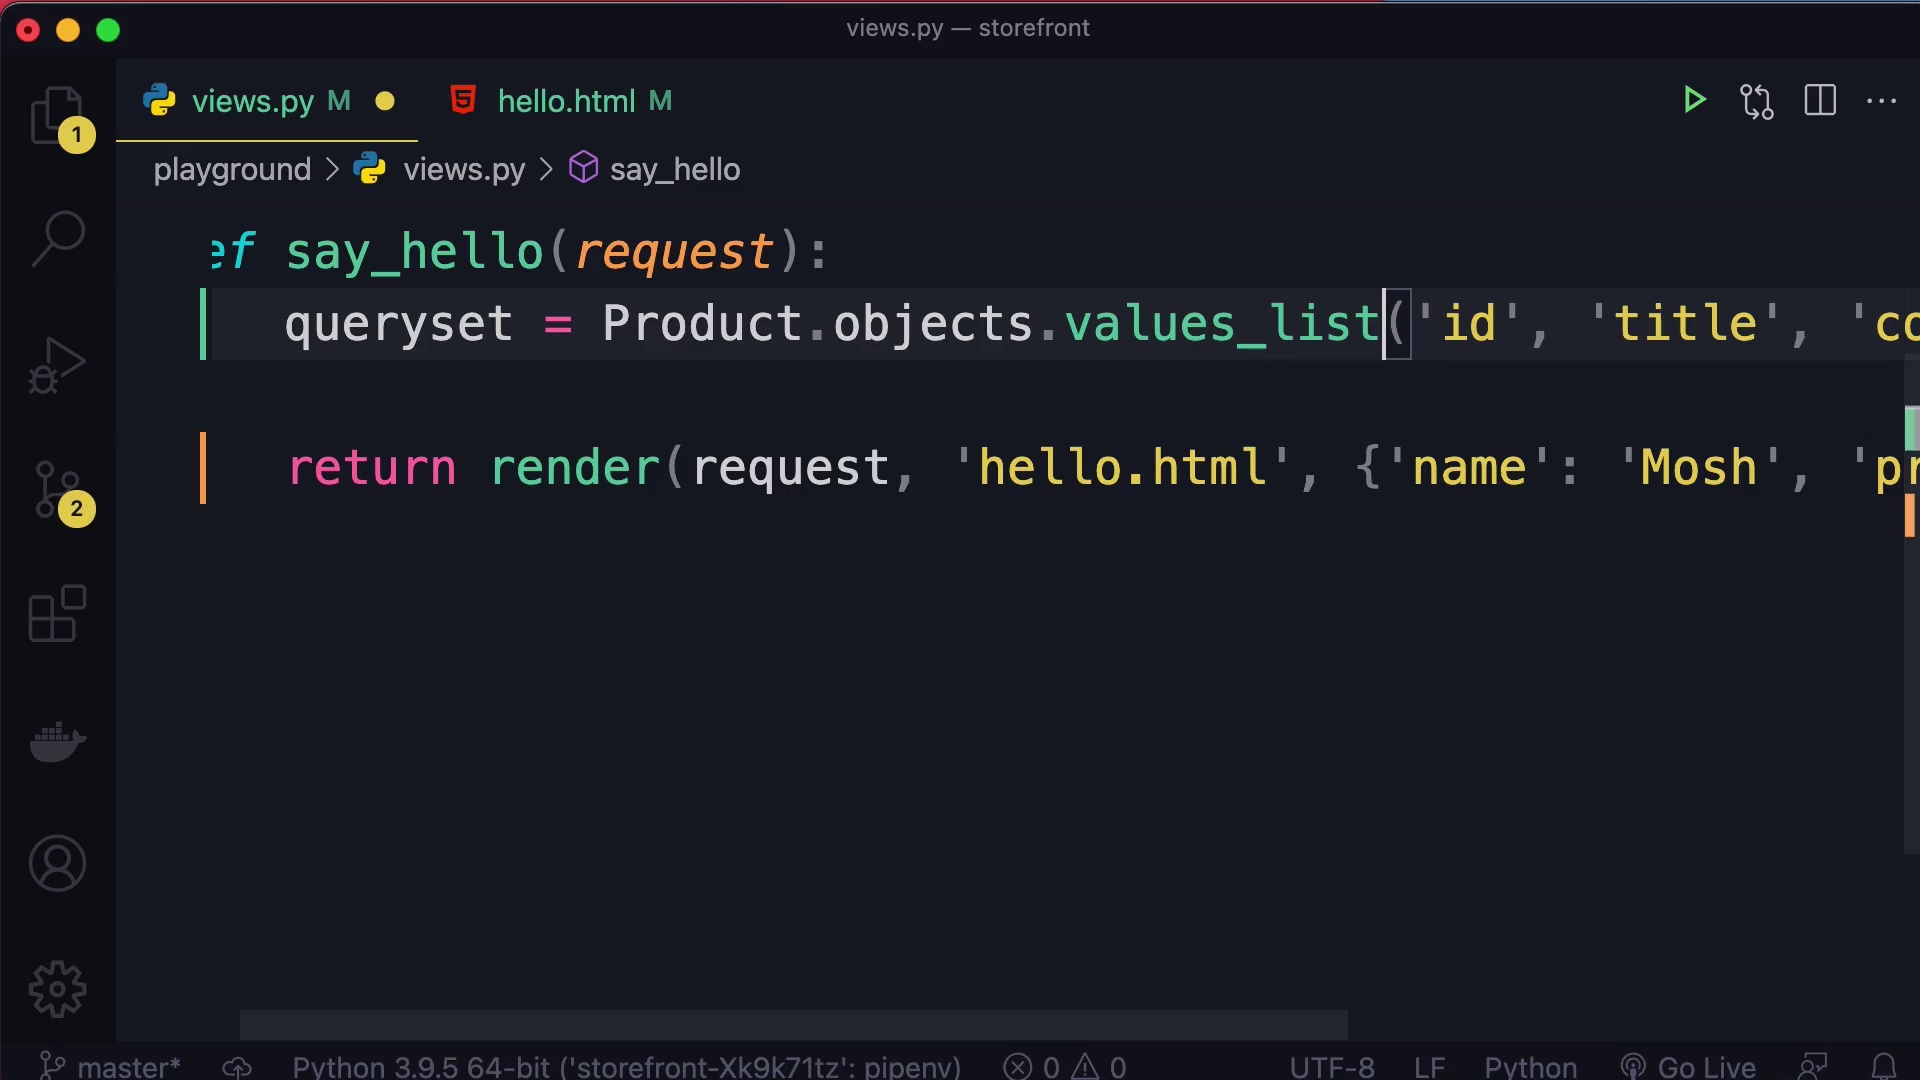 views.py — storefront
views.py M hello.html M
1
playground > views.py > say_hello
ef say_hello(request):
queryset = Product.objects.values_list('id', 'title', 'co
return render(request, 'hello.html', {'name': 'Mosh', 'pr
2
master* Python 3.9.5 64-bit ('storefront-Xk9k71tz': pipenv) 0 0 UTF-8 LF Python Go Live